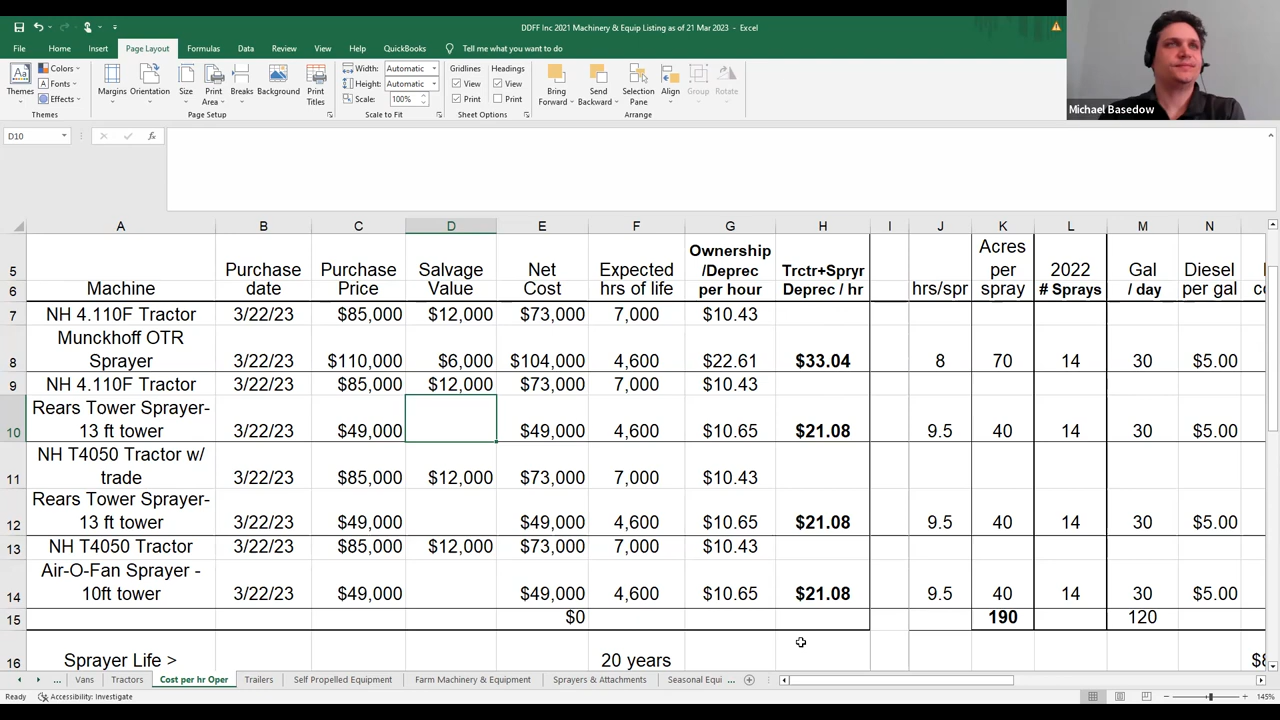 DDFF Inc 2021 Machinery & Equip Listing as of 21 Mar 2023 - Excel
File Home Insert Page Layout Formulas Data Review View Help QuickBooks Tell me what you want to do
Themes Colors Fonts Effects Margins Orientation Size Print Area Breaks Background Print Titles Width: Automatic Height: Automatic Scale: 100% Gridlines View Print Headings View Print Bring Forward Send Backward Selection Pane Align Group Rotate
Themes Page Setup Scale to Fit Sheet Options Arrange
Michael Basedow
D10 fx
A B C D E F G H I J K L M N
5 6 Machine Purchase date Purchase Price Salvage Value Net Cost Expected hrs of life Ownership /Deprec per hour Trctr+Spryr Deprec / hr hrs/spr Acres per spray 2022 # Sprays Gal / day Diesel per gal
7 NH 4.110F Tractor 3/22/23 $85,000 $12,000 $73,000 7,000 $10.43
8 Munckhoff OTR Sprayer 3/22/23 $110,000 $6,000 $104,000 4,600 $22.61 $33.04 8 70 14 30 $5.00
9 NH 4.110F Tractor 3/22/23 $85,000 $12,000 $73,000 7,000 $10.43
10 Rears Tower Sprayer- 13 ft tower 3/22/23 $49,000 $49,000 4,600 $10.65 $21.08 9.5 40 14 30 $5.00
11 NH T4050 Tractor w/ trade 3/22/23 $85,000 $12,000 $73,000 7,000 $10.43
12 Rears Tower Sprayer- 13 ft tower 3/22/23 $49,000 $49,000 4,600 $10.65 $21.08 9.5 40 14 30 $5.00
13 NH T4050 Tractor 3/22/23 $85,000 $12,000 $73,000 7,000 $10.43
14 Air-O-Fan Sprayer - 10ft tower 3/22/23 $49,000 $49,000 4,600 $10.65 $21.08 9.5 40 14 30 $5.00
15 $0 190 120
16 Sprayer Life > 20 years
... Vans Tractors Cost per hr Oper Trailers Self Propelled Equipment Farm Machinery & Equipment Sprayers & Attachments Seasonal Equi ...
Ready Accessibility: Investigate 145%